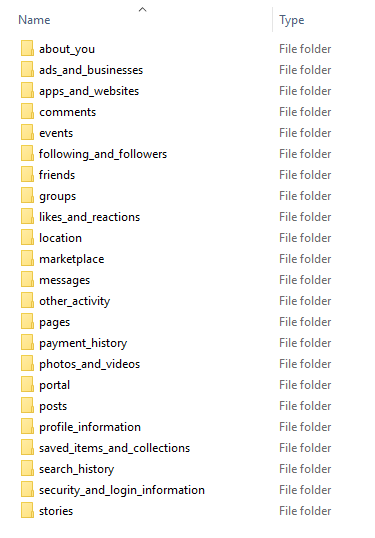 Name Type
about_you File folder
ads_and_businesses File folder
apps_and_websites File folder
comments File folder
events File folder
following_and_followers File folder
friends File folder
groups File folder
likes_and_reactions File folder
location File folder
marketplace File folder
messages File folder
other_activity File folder
pages File folder
payment_history File folder
photos_and_videos File folder
portal File folder
posts File folder
profile_information File folder
saved_items_and_collections File folder
search_history File folder
security_and_login_information File folder
stories File folder